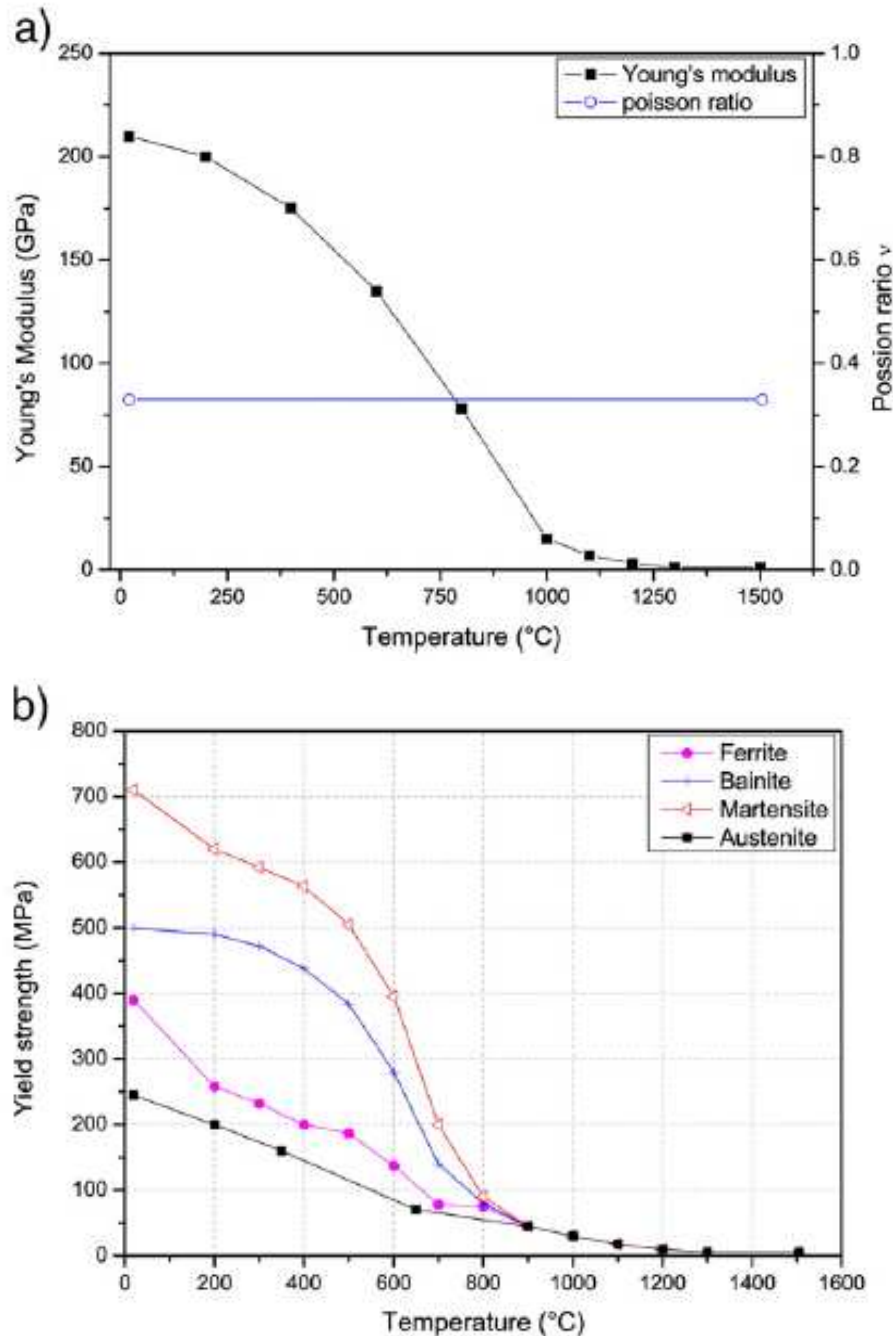 a)
250
200
150
100
50
0
Young's Modulus (GPa)
Young's modulus
poisson ratio
1.0
0.8
0.6
0.4
0.2
0.0
Possion rario ν
0 250 500 750 1000 1250 1500
Temperature (°C)
b)
800
700
600
500
400
300
200
100
0
Yield strength (MPa)
Ferrite
Bainite
Martensite
Austenite
0 200 400 600 800 1000 1200 1400 1600
Temperature (°C)